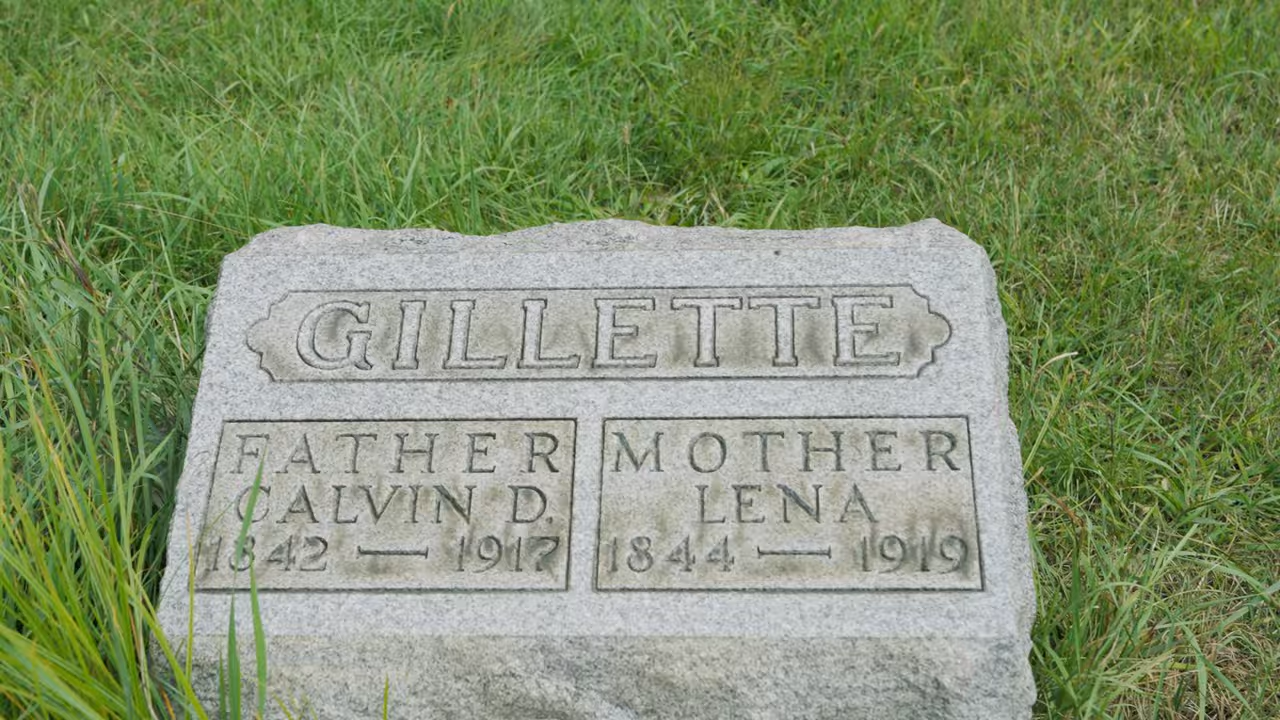 GILLETTE
FATHER
CALVIN D.
1842 — 1917
MOTHER
LENA
1844 — 1919